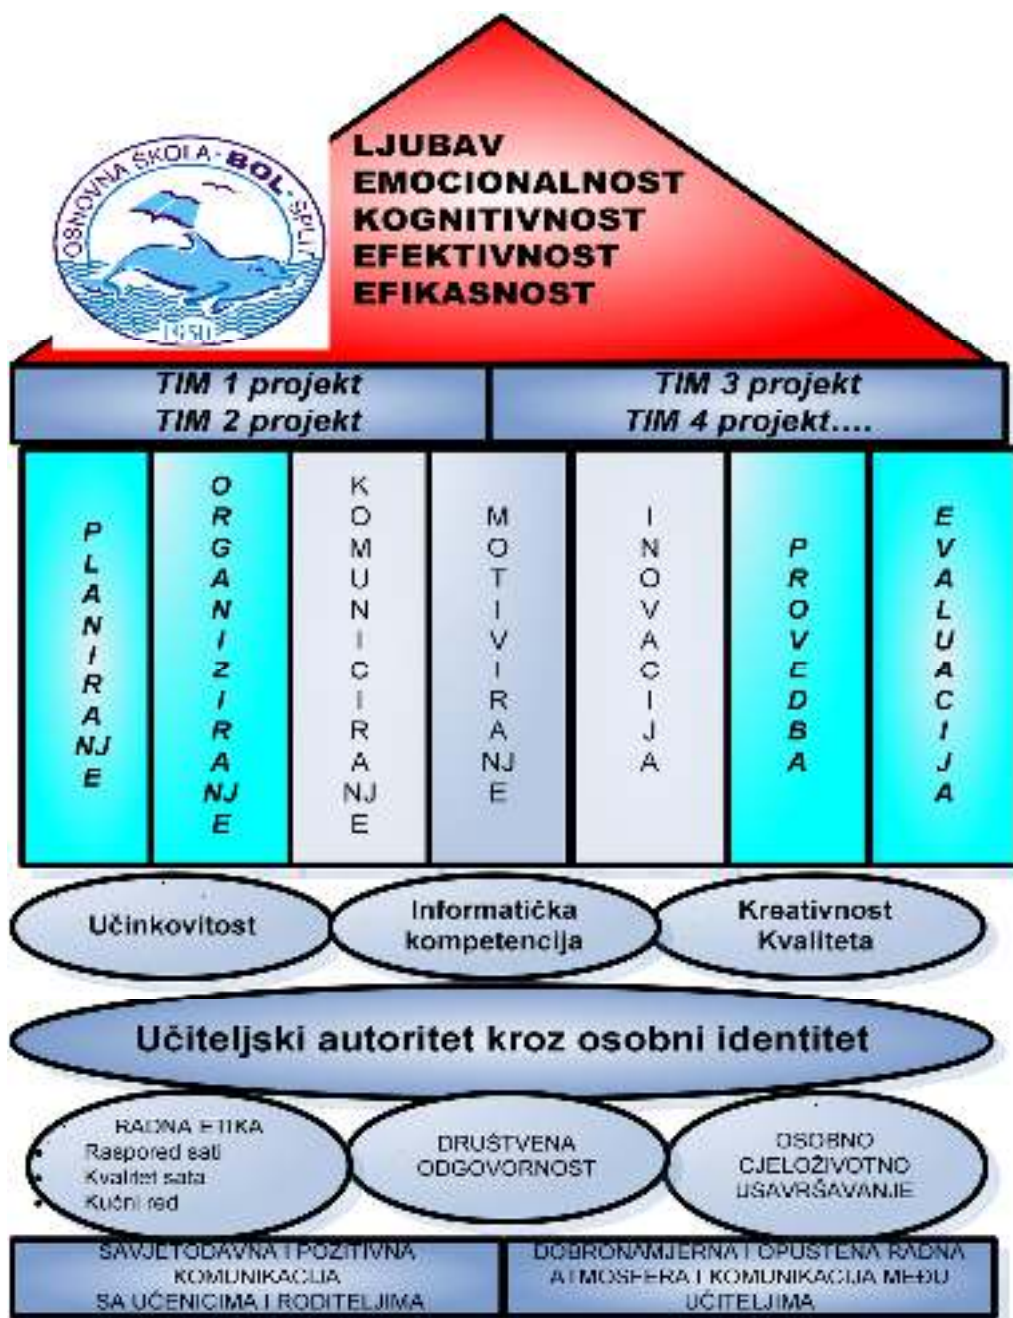 OSNOVNA ŠKOLA - BOL - SPLIT
1950
LJUBAV
EMOCIONALNOST
KOGNITIVNOST
EFEKTIVNOST
EFIKASNOST
TIM 1 projekt
TIM 2 projekt
TIM 3 projekt
TIM 4 projekt....
PLANIRANJE
ORGANIZIRANJE
KOMUNICIRANJE
MOTIVIRANJE
INOVACIJA
PROVEDBA
EVALUACIJA
Učinkovitost
Informatička
kompetencija
Kreativnost
Kvaliteta
Učiteljski autoritet kroz osobni identitet
RADNA ETIKA
• Raspored sati
• Kvalitet sata
• Kućni red
DRUŠTVENA
ODGOVORNOST
OSOBNO
CJELOŽIVOTNO
USAVRŠAVANJE
SAVJETODAVNA I POZITIVNA
KOMUNIKACIJA
SA UČENICIMA I RODITELJIMA
DOBRONAMJERNA I OPUŠTENA RADNA
ATMOSFERA I KOMUNIKACIJA MEĐU
UČITELJIMA